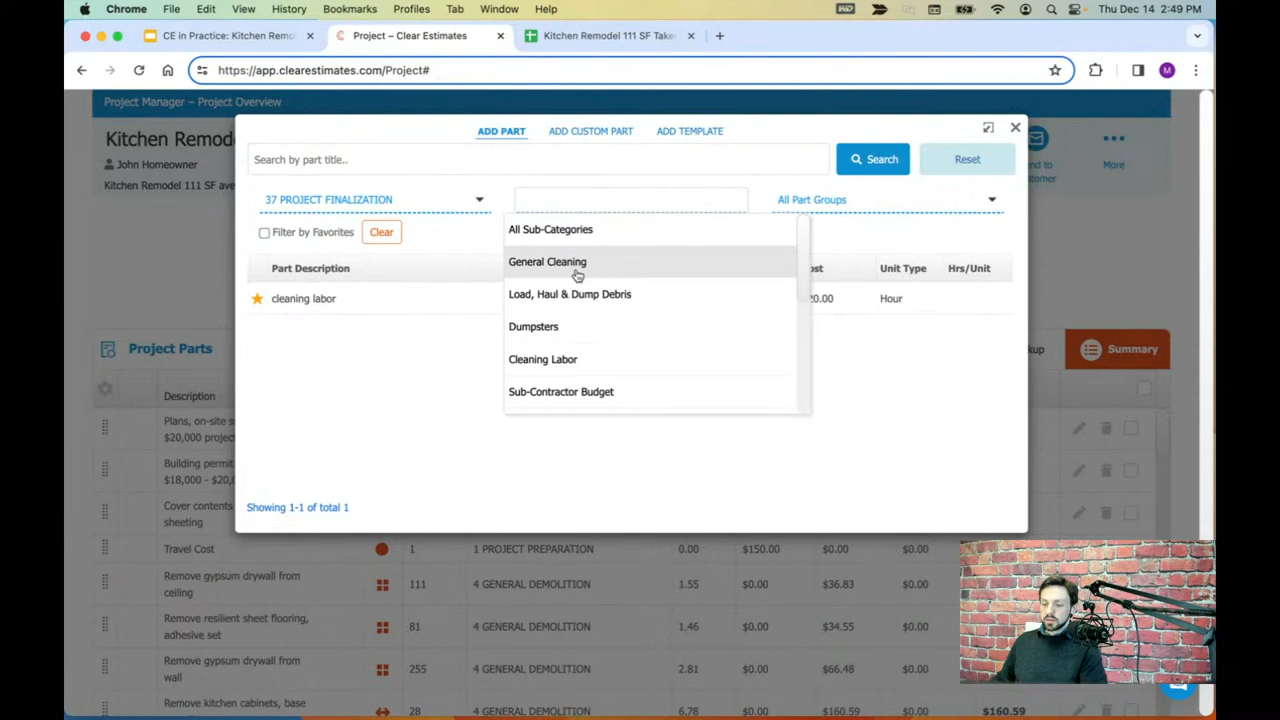 Chrome File Edit View History Bookmarks Profiles Tab Window Help Thu Dec 14 2:49 PM
CE in Practice: Kitchen Remo × Project – Clear Estimates × Kitchen Remodel 111 SF Take × +
https://app.clearestimates.com/Project#
Project Manager – Project Overview
Kitchen Remod
John Homeowner
Kitchen Remodel 111 SF ave
nd to
stomer
More
ADD PART ADD CUSTOM PART ADD TEMPLATE
Search by part title..
Search
Reset
37 PROJECT FINALIZATION
All Part Groups
Filter by Favorites
Clear
All Sub-Categories
General Cleaning
Load, Haul & Dump Debris
Dumpsters
Cleaning Labor
Sub-Contractor Budget
Part Description ost Unit Type Hrs/Unit
cleaning labor 0.00 Hour
Showing 1-1 of total 1
Project Parts
kup
Summary
Description
Plans, on-site s
$20,000 projec
Building permit
$18,000 - $20,
Cover contents
sheeting
Travel Cost 1 1 PROJECT PREPARATION 0.00 $150.00 $0.00 $0.00
Remove gypsum drywall from
ceiling
111 4 GENERAL DEMOLITION 1.55 $0.00 $36.83 $0.00
Remove resilient sheet flooring,
adhesive set
81 4 GENERAL DEMOLITION 1.46 $0.00 $34.55 $0.00
Remove gypsum drywall from
wall
255 4 GENERAL DEMOLITION 2.81 $0.00 $66.48 $0.00
Remove kitchen cabinets, base
28 4 GENERAL DEMOLITION 6.78 $0.00 $160.59 $0.00 $160.59